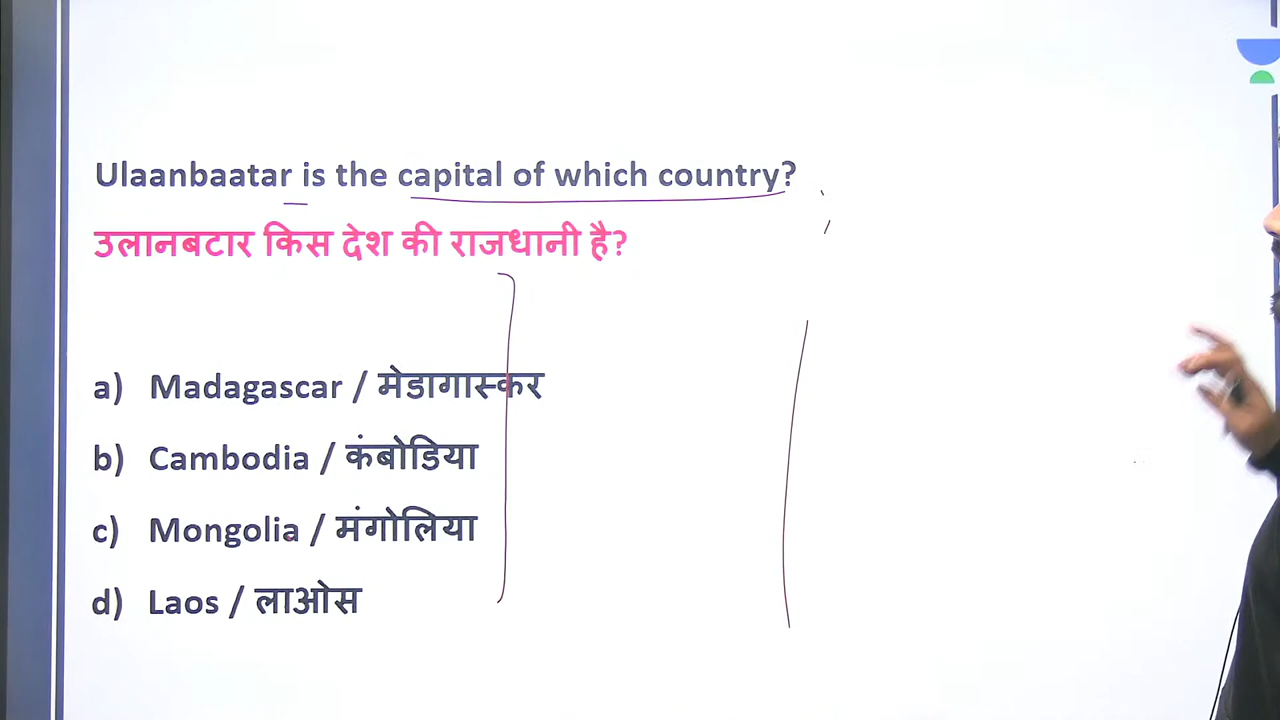 Ulaanbaatar is the capital of which country?
उलानबटार किस देश की राजधानी है?
a) Madagascar / मेडागास्कर
b) Cambodia / कंबोडिया
c) Mongolia / मंगोलिया
d) Laos / लाओस